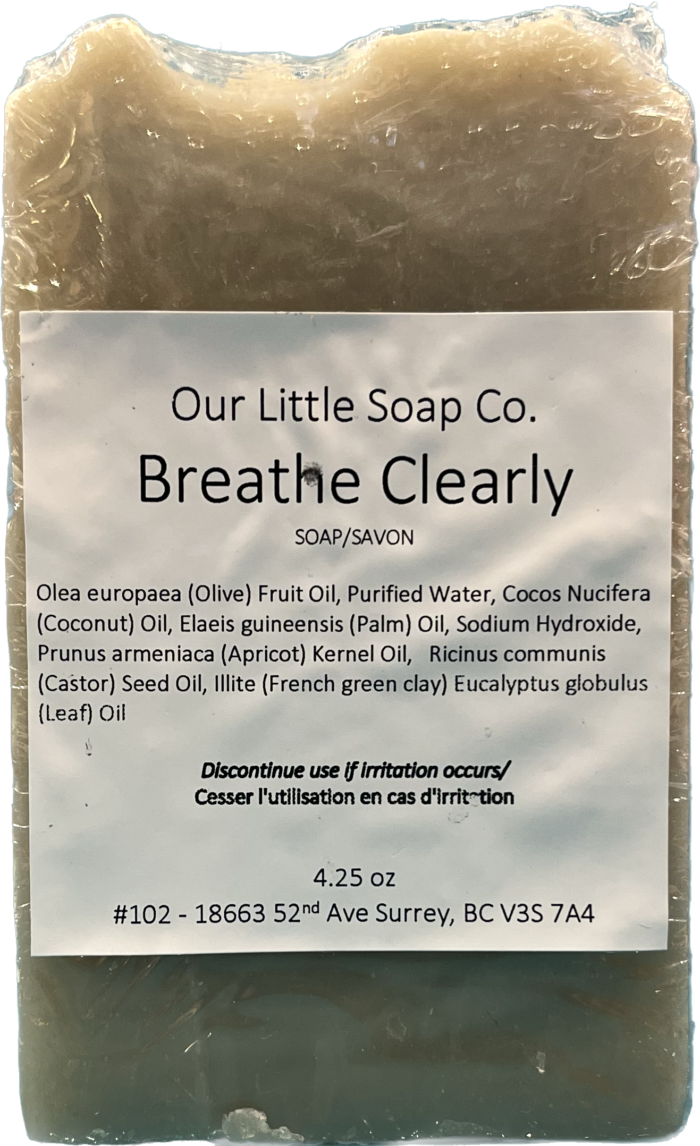 Our Little Soap Co.
Breathe Clearly
SOAP/SAVON
Olea europaea (Olive) Fruit Oil, Purified Water, Cocos Nucifera
(Coconut) Oil, Elaeis guineensis (Palm) Oil, Sodium Hydroxide,
Prunus armeniaca (Apricot) Kernel Oil, Ricinus communis
(Castor) Seed Oil, Illite (French green clay) Eucalyptus globulus
(Leaf) Oil
Discontinue use if irritation occurs/
Cesser l'utilisation en cas d'irritation
4.25 oz
#102 - 18663 52nd Ave Surrey, BC V3S 7A4